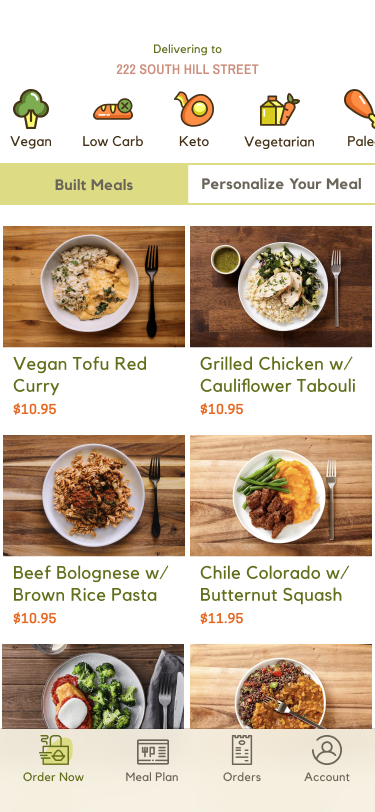 Delivering to
222 SOUTH HILL STREET
Vegan
Low Carb
Keto
Vegetarian
Pale
Built Meals
Personalize Your Meal
Vegan Tofu Red
Curry
$10.95
Grilled Chicken w/
Cauliflower Tabouli
$10.95
Beef Bolognese w/
Brown Rice Pasta
$10.95
Chile Colorado w/
Butternut Squash
$11.95
Order Now
Meal Plan
Orders
Account